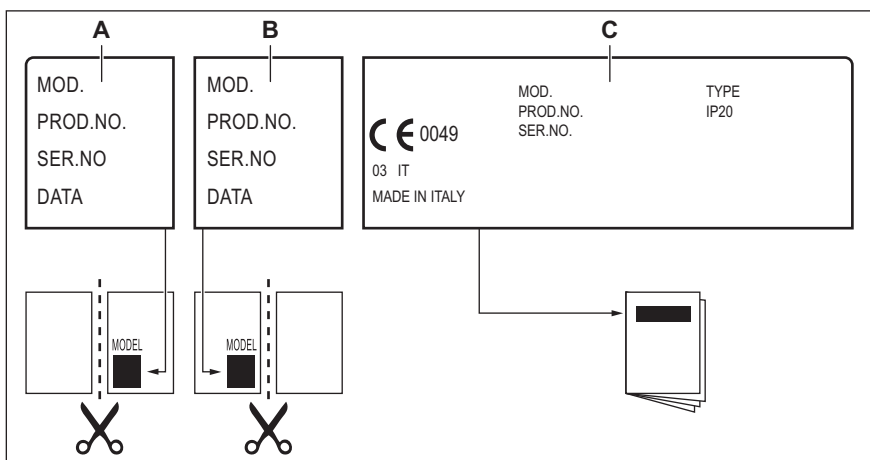 A
B
C
MOD.
PROD.NO.
SER.NO
DATA
MOD.
PROD.NO.
SER.NO
DATA
MOD.
PROD.NO.
SER.NO.
TYPE
IP20
CE 0049
03 IT
MADE IN ITALY
MODEL
MODEL